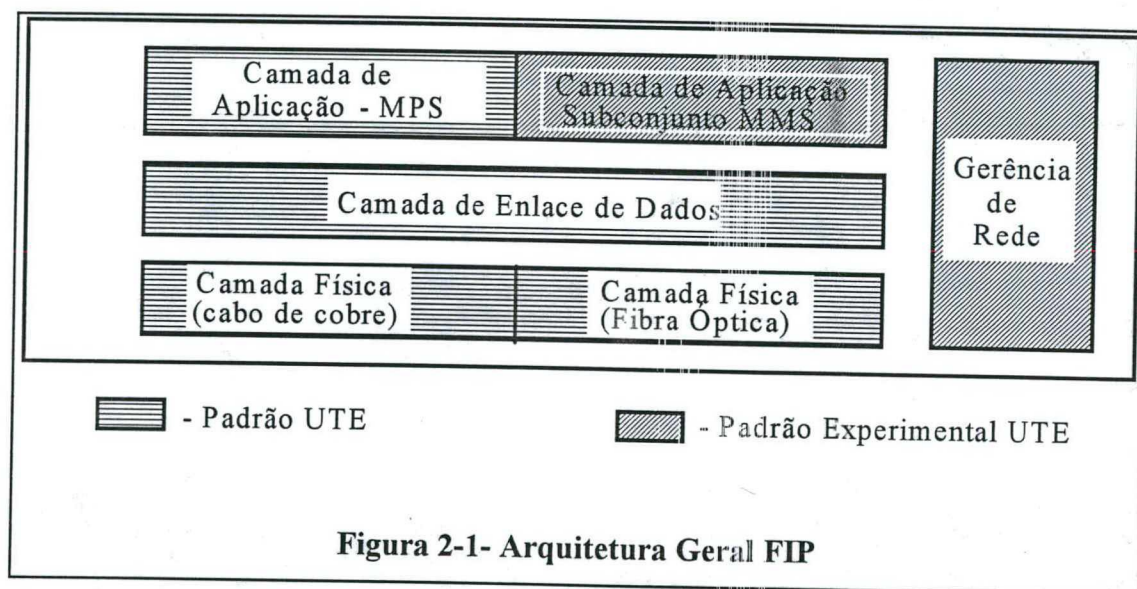 Camada de
Aplicação - MPS
Camada de Aplicação
Subconjunto MMS
Gerência
de
Rede
Camada de Enlace de Dados
Camada Física
(cabo de cobre)
Camada Física
(Fibra Óptica)
- Padrão UTE
- Padrão Experimental UTE
Figura 2-1- Arquitetura Geral FIP